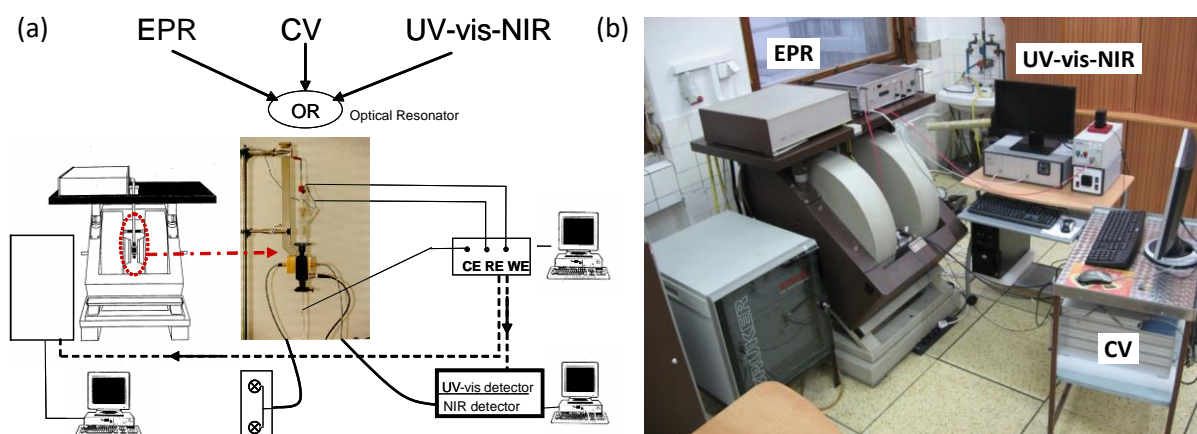 (a)
EPR
CV
UV-vis-NIR
OR
Optical Resonator
CE RE WE
UV-vis detector
NIR detector
(b)
EPR
UV-vis-NIR
BRUKER
CV